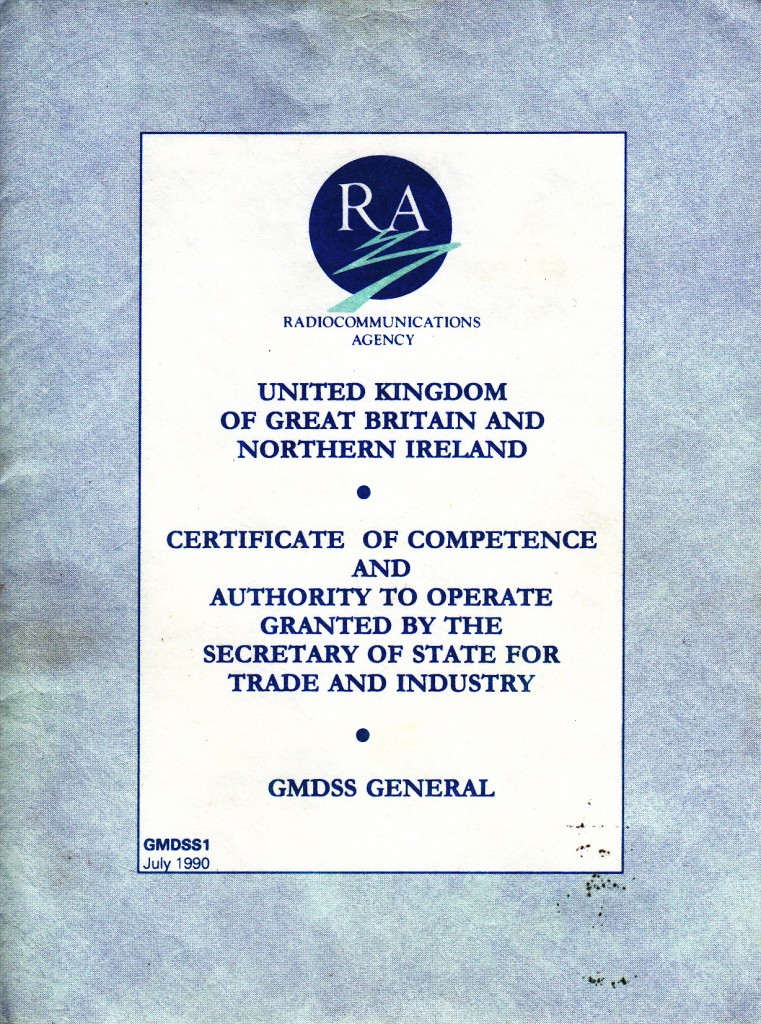 RA
RADIOCOMMUNICATIONS
AGENCY
UNITED KINGDOM
OF GREAT BRITAIN AND
NORTHERN IRELAND
CERTIFICATE OF COMPETENCE
AND
AUTHORITY TO OPERATE
GRANTED BY THE
SECRETARY OF STATE FOR
TRADE AND INDUSTRY
GMDSS GENERAL
GMDSS1
July 1990